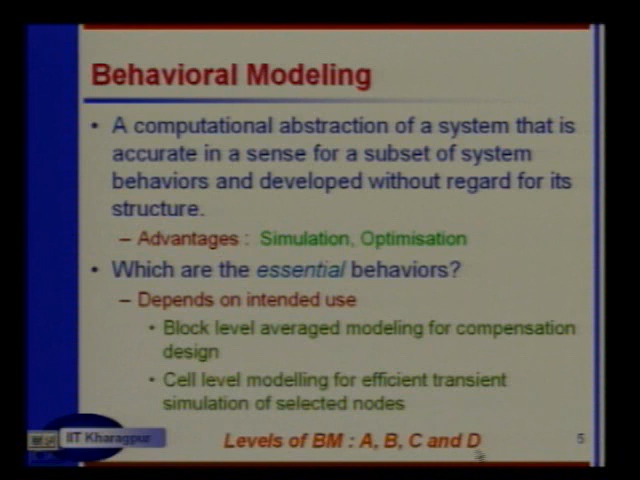 Behavioral Modeling
• A computational abstraction of a system that is
accurate in a sense for a subset of system
behaviors and developed without regard for its
structure.
– Advantages : Simulation, Optimisation
• Which are the essential behaviors?
– Depends on intended use
• Block level averaged modeling for compensation
design
• Cell level modelling for efficient transient
simulation of selected nodes
IIT Kharagpur
Levels of BM : A, B, C and D
5